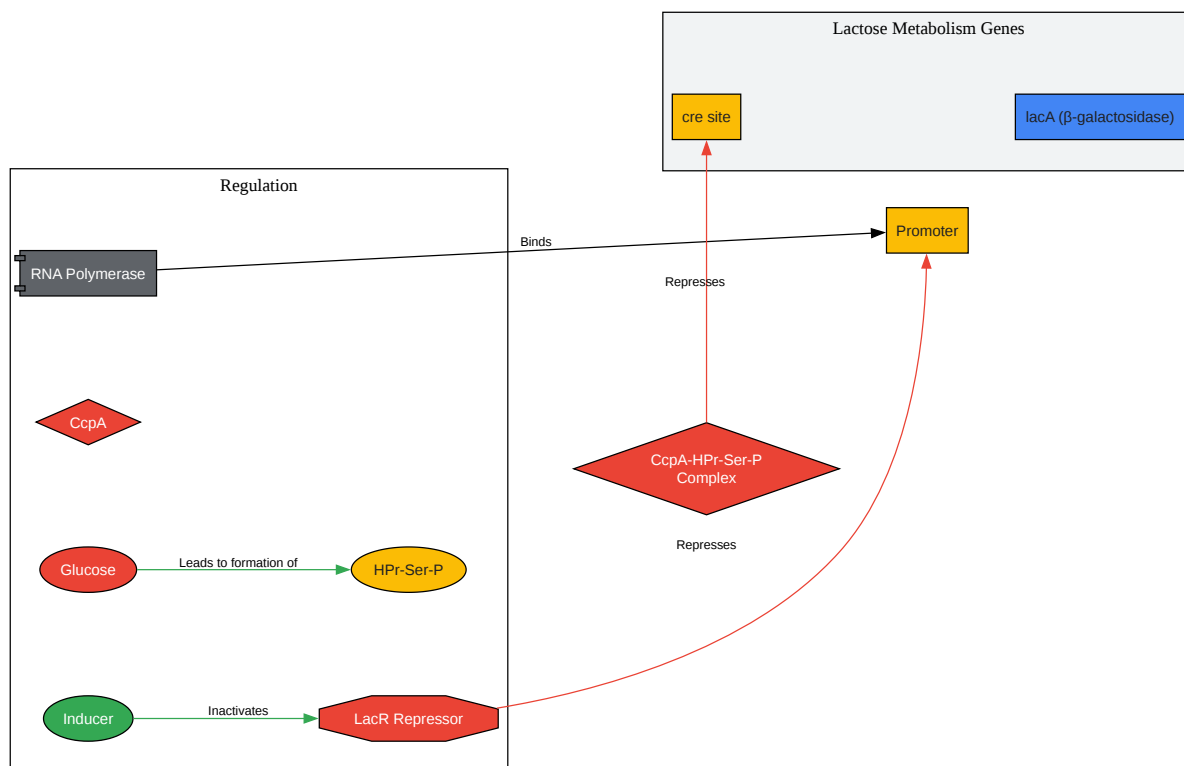 Lactose Metabolism Genes
cre site
lacA (β-galactosidase)
Regulation
Promoter
Binds
RNA Polymerase
Represses
CcpA
CcpA-HPr-Ser-P
Complex
Represses
Glucose
Leads to formation of
HPr-Ser-P
Inducer
Inactivates
LacR Repressor